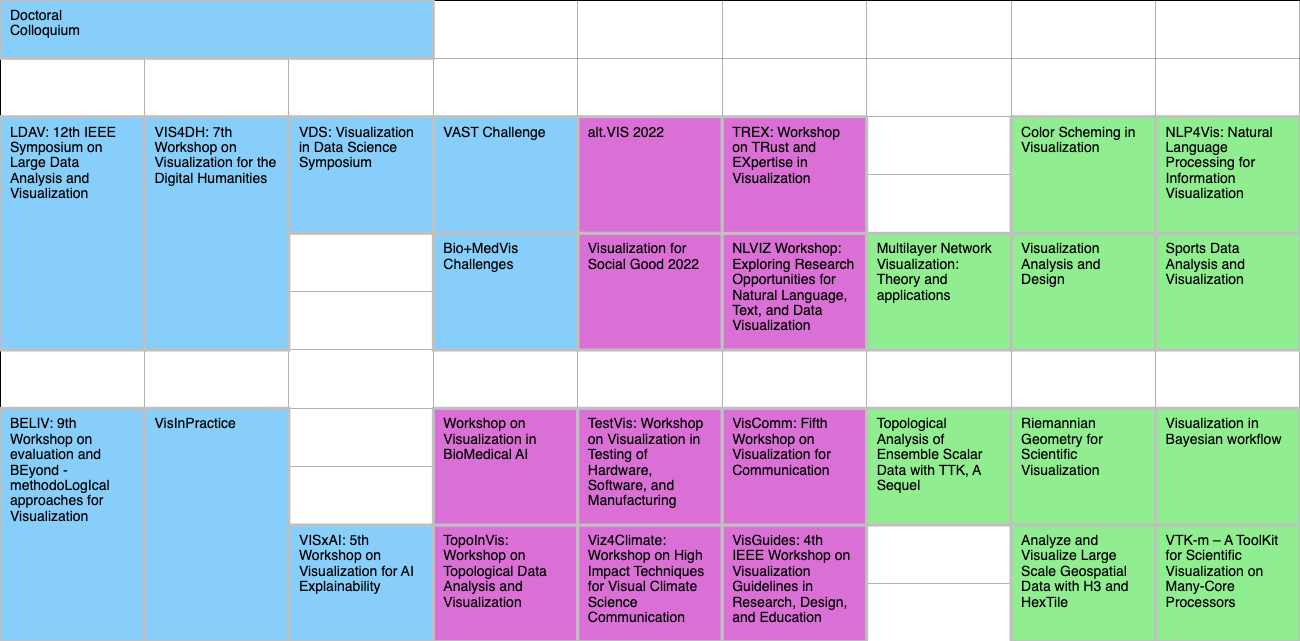 Doctoral
Colloquium
LDAV: 12th IEEE
Symposium on
Large Data
Analysis and
Visualization
VIS4DH: 7th
Workshop on
Visualization for the
Digital Humanities
VDS: Visualization
in Data Science
Symposium
VAST Challenge
alt.VIS 2022
TREX: Workshop
on TRust and
EXpertise in
Visualization
Color Scheming in
Visualization
NLP4Vis: Natural
Language
Processing for
Information
Visualization
Bio+MedVis
Challenges
Visualization for
Social Good 2022
NLVIZ Workshop:
Exploring Research
Opportunities for
Natural Language,
Text, and Data
Visualization
Multilayer Network
Visualization:
Theory and
applications
Visualization
Analysis and
Design
Sports Data
Analysis and
Visualization
BELIV: 9th
Workshop on
evaluation and
BEyond -
methodoLogIcal
approaches for
Visualization
VisInPractice
Workshop on
Visualization in
BioMedical AI
TestVis: Workshop
on Visualization in
Testing of
Hardware,
Software, and
Manufacturing
VisComm: Fifth
Workshop on
Visualization for
Communication
Topological
Analysis of
Ensemble Scalar
Data with TTK, A
Sequel
Riemannian
Geometry for
Scientific
Visualization
Visualization in
Bayesian workflow
VISxAI: 5th
Workshop on
Visualization for AI
Explainability
TopoInVis:
Workshop on
Topological Data
Analysis and
Visualization
Viz4Climate:
Workshop on High
Impact Techniques
for Visual Climate
Science
Communication
VisGuides: 4th
IEEE Workshop on
Visualization
Guidelines in
Research, Design,
and Education
Analyze and
Visualize Large
Scale Geospatial
Data with H3 and
HexTile
VTK-m – A ToolKit
for Scientific
Visualization on
Many-Core
Processors